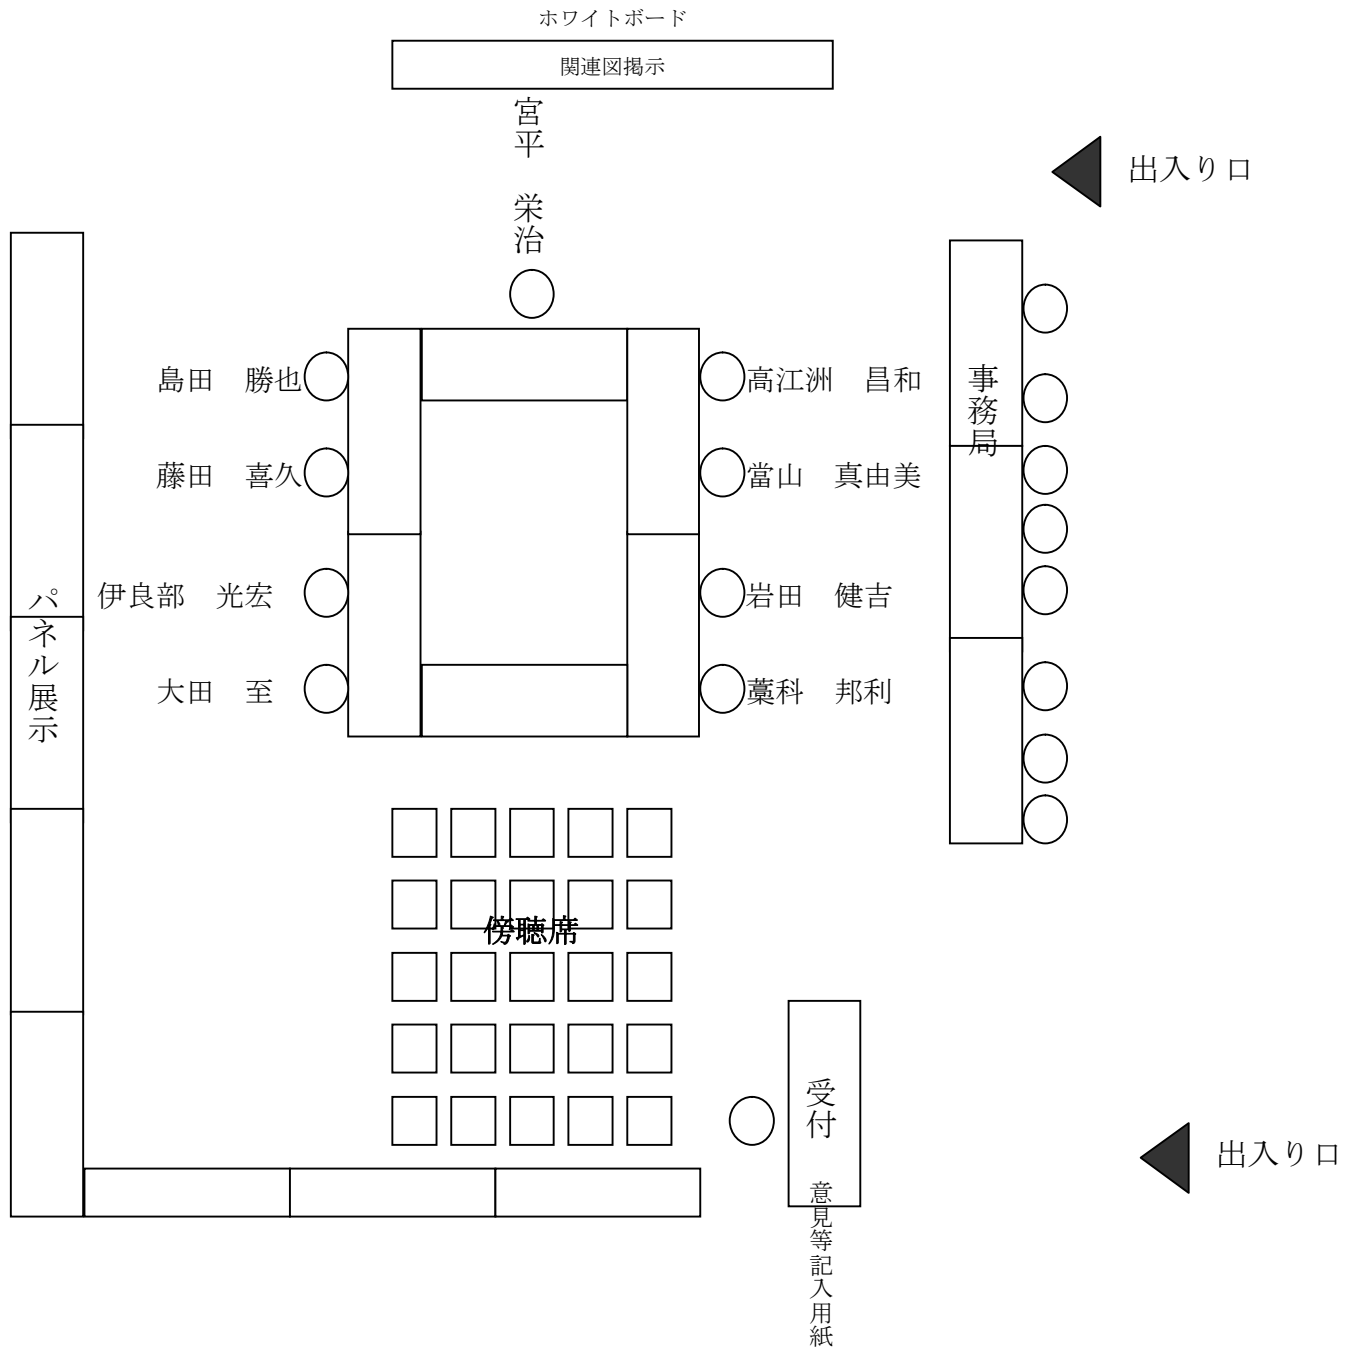 ホワイトボード
関連図掲示
宮平　栄治
出入り口
島田　勝也
高江洲　昌和
事務局
藤田　喜久
當山　真由美
パネル展示
伊良部　光宏
岩田　健吉
大田　至
藁科　邦利
傍聴席
受付
出入り口
意見等記入用紙